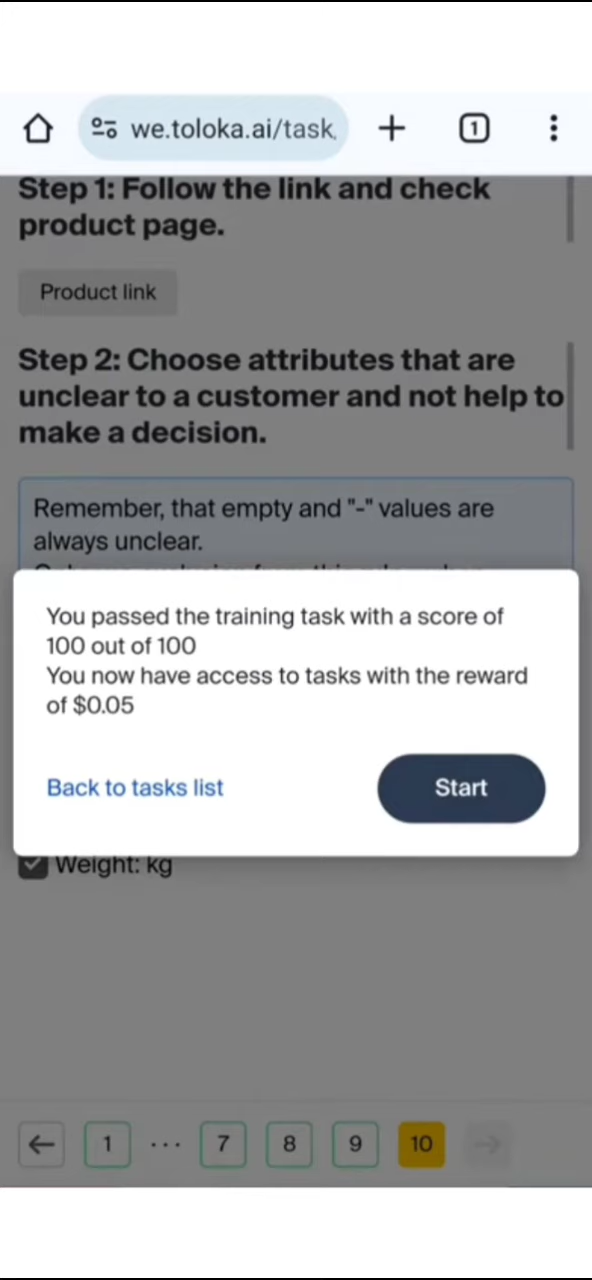 we.toloka.ai/task
1
Step 1: Follow the link and check
product page.
Product link
Step 2: Choose attributes that are
unclear to a customer and not help to
make a decision.
Remember, that empty and "-" values are
always unclear.
You passed the training task with a score of
100 out of 100
You now have access to tasks with the reward
of $0.05
Back to tasks list
Start
Weight: kg
1 ... 7 8 9 10